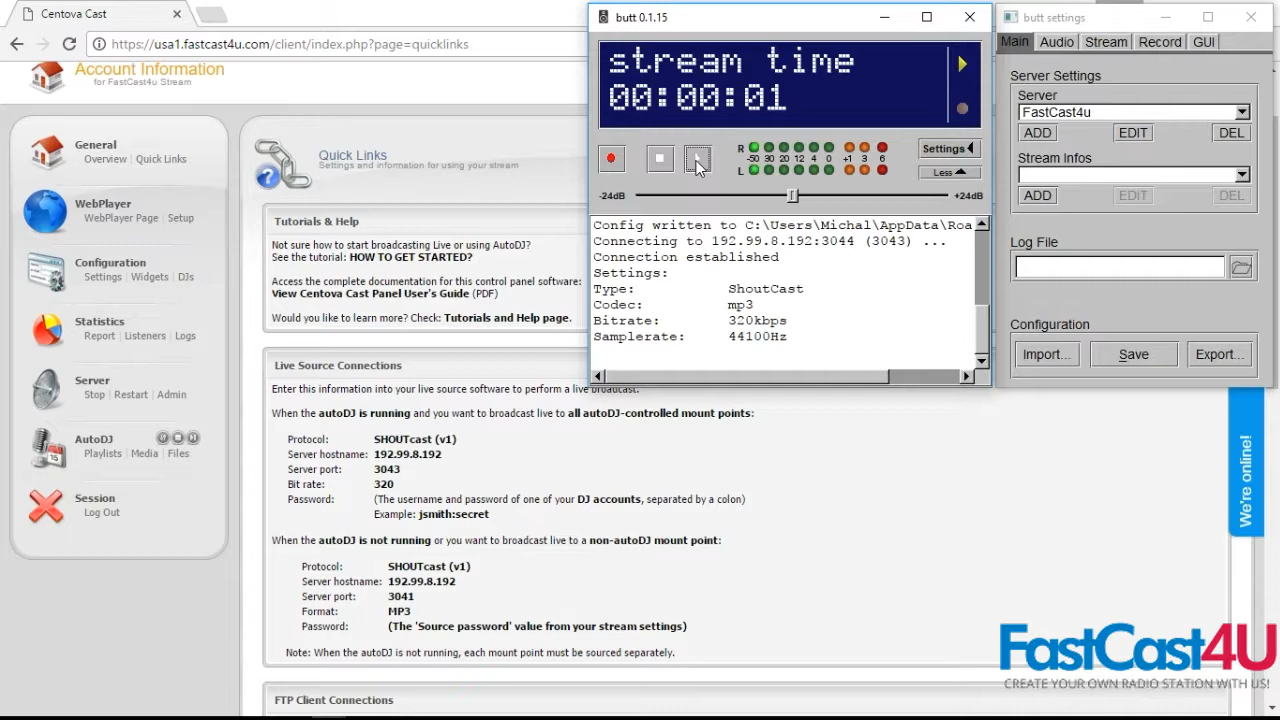 Centova Cast
https://usa1.fastcast4u.com/client/index.php?page=quicklinks
Account Information
for FastCast4u Stream
General
Overview | Quick Links
WebPlayer
WebPlayer Page | Setup
Configuration
Settings | Widgets | DJs
Statistics
Report | Listeners | Logs
Server
Stop | Restart | Admin
AutoDJ
Playlists | Media | Files
Session
Log Out
Quick Links
Settings and information for using your stream
Tutorials & Help
Not sure how to start broadcasting Live or using AutoDJ?
See the tutorial: HOW TO GET STARTED?
Access the complete documentation for this control panel software:
View Centova Cast Panel User's Guide (PDF)
Would you like to learn more? Check: Tutorials and Help page.
Live Source Connections
Enter this information into your live source software to perform a live broadcast.
When the autoDJ is running and you want to broadcast live to all autoDJ-controlled mount points:
Protocol: SHOUTcast (v1)
Server hostname: 192.99.8.192
Server port: 3043
Bit rate: 320
Password: (The username and password of one of your DJ accounts, separated by a colon)
Example: jsmith:secret
When the autoDJ is not running or you want to broadcast live to a non-autoDJ mount point:
Protocol: SHOUTcast (v1)
Server hostname: 192.99.8.192
Server port: 3041
Format: MP3
Password: (The 'Source password' value from your stream settings)
Note: When the autoDJ is not running, each mount point must be sourced separately.
FTP Client Connections
butt 0.1.15
stream time
00:00:01
R
-50 30 20 12 4 0 +1 3 6
L
Settings
Less
-24dB
+24dB
Config written to C:\Users\Michal\AppData\Roa
Connecting to 192.99.8.192:3044 (3043) ...
Connection established
Settings:
Type: ShoutCast
Codec: mp3
Bitrate: 320kbps
Samplerate: 44100Hz
butt settings
Main Audio Stream Record GUI
Server Settings
Server
FastCast4u
ADD EDIT DEL
Stream Infos
ADD EDIT DEL
Log File
Configuration
Import... Save Export...
We're online!
FastCast4U
CREATE YOUR OWN RADIO STATION WITH US!